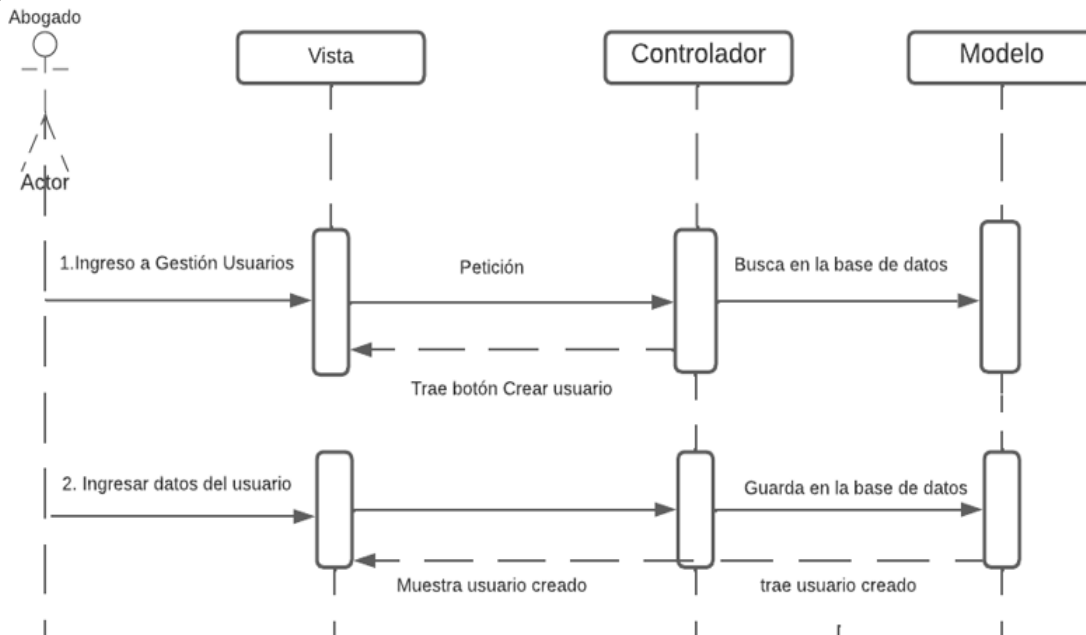 Abogado
Vista
Controlador
Modelo
Actor
1.Ingreso a Gestión Usuarios
Petición
Busca en la base de datos
Trae botón Crear usuario
2. Ingresar datos del usuario
Guarda en la base de datos
Muestra usuario creado
trae usuario creado